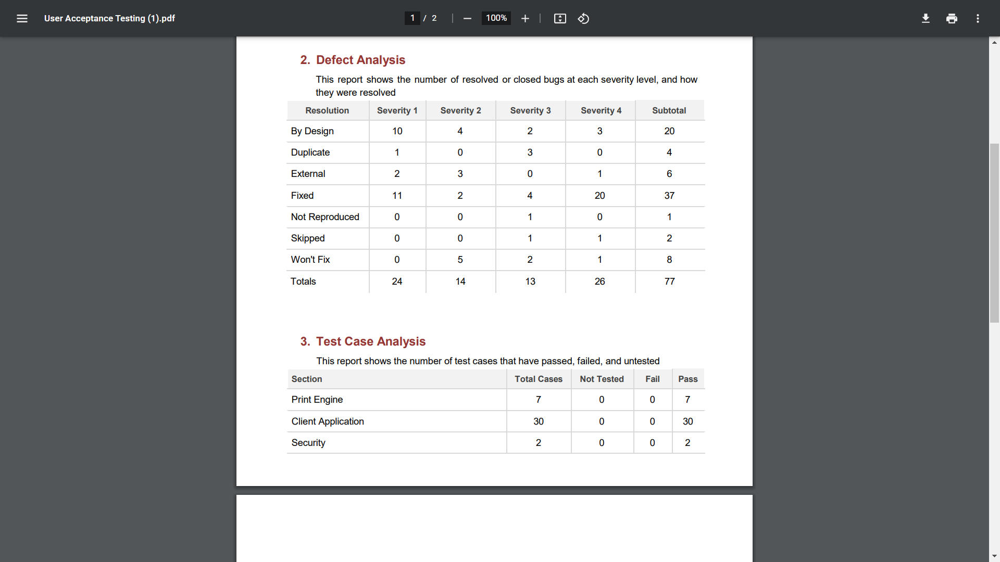 User Acceptance Testing (1).pdf
1 / 2
100%
2. Defect Analysis
This report shows the number of resolved or closed bugs at each severity level, and how
they were resolved
Resolution Severity 1 Severity 2 Severity 3 Severity 4 Subtotal
By Design 10 4 2 3 20
Duplicate 1 0 3 0 4
External 2 3 0 1 6
Fixed 11 2 4 20 37
Not Reproduced 0 0 1 0 1
Skipped 0 0 1 1 2
Won't Fix 0 5 2 1 8
Totals 24 14 13 26 77
3. Test Case Analysis
This report shows the number of test cases that have passed, failed, and untested
Section Total Cases Not Tested Fail Pass
Print Engine 7 0 0 7
Client Application 30 0 0 30
Security 2 0 0 2